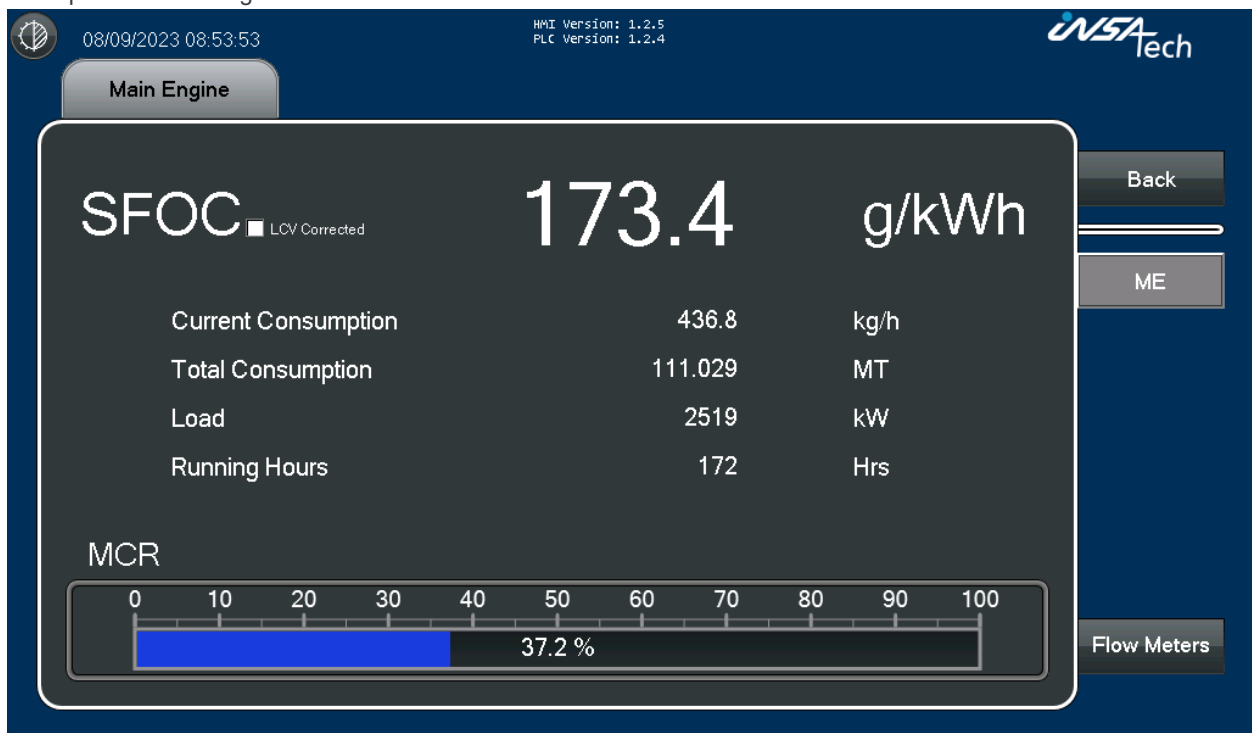 HMI Version: 1.2.5
08/09/2023 08:53:53
PLC Version: 1.2.4
iNSA Tech
Main Engine
Back
SFOC LCV Corrected 173.4 g/kWh
ME
Current Consumption 436.8 kg/h
Total Consumption 111.029 MT
Load 2519 kW
Running Hours 172 Hrs
MCR
0 10 20 30 40 50 60 70 80 90 100
37.2 %
Flow Meters